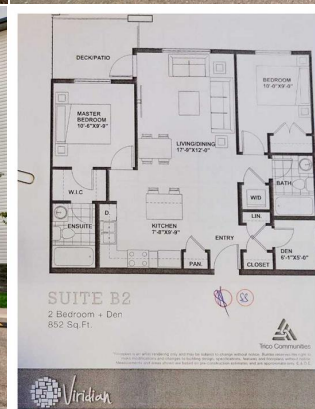 DECK/PATIO
BEDROOM
10'-0"X9'-0"
MASTER
BEDROOM
10'-6"X9'-9"
LIVING/DINING
17'-9"X12'-0"
W.I.C
BATH
W/D
ENSUITE
D.
LIN.
KITCHEN
7'-8"X9'-9"
ENTRY
DEN
6'-1"X5'-0"
PAN.
CLOSET
SUITE B2
2 Bedroom + Den
852 Sq.Ft.
Trico Communities
Viridian